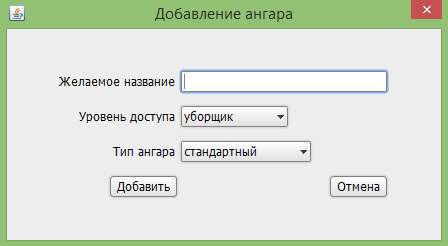 Добавление ангара
Желаемое название
Уровень доступа уборщик
Тип ангара стандартный
Добавить Отмена